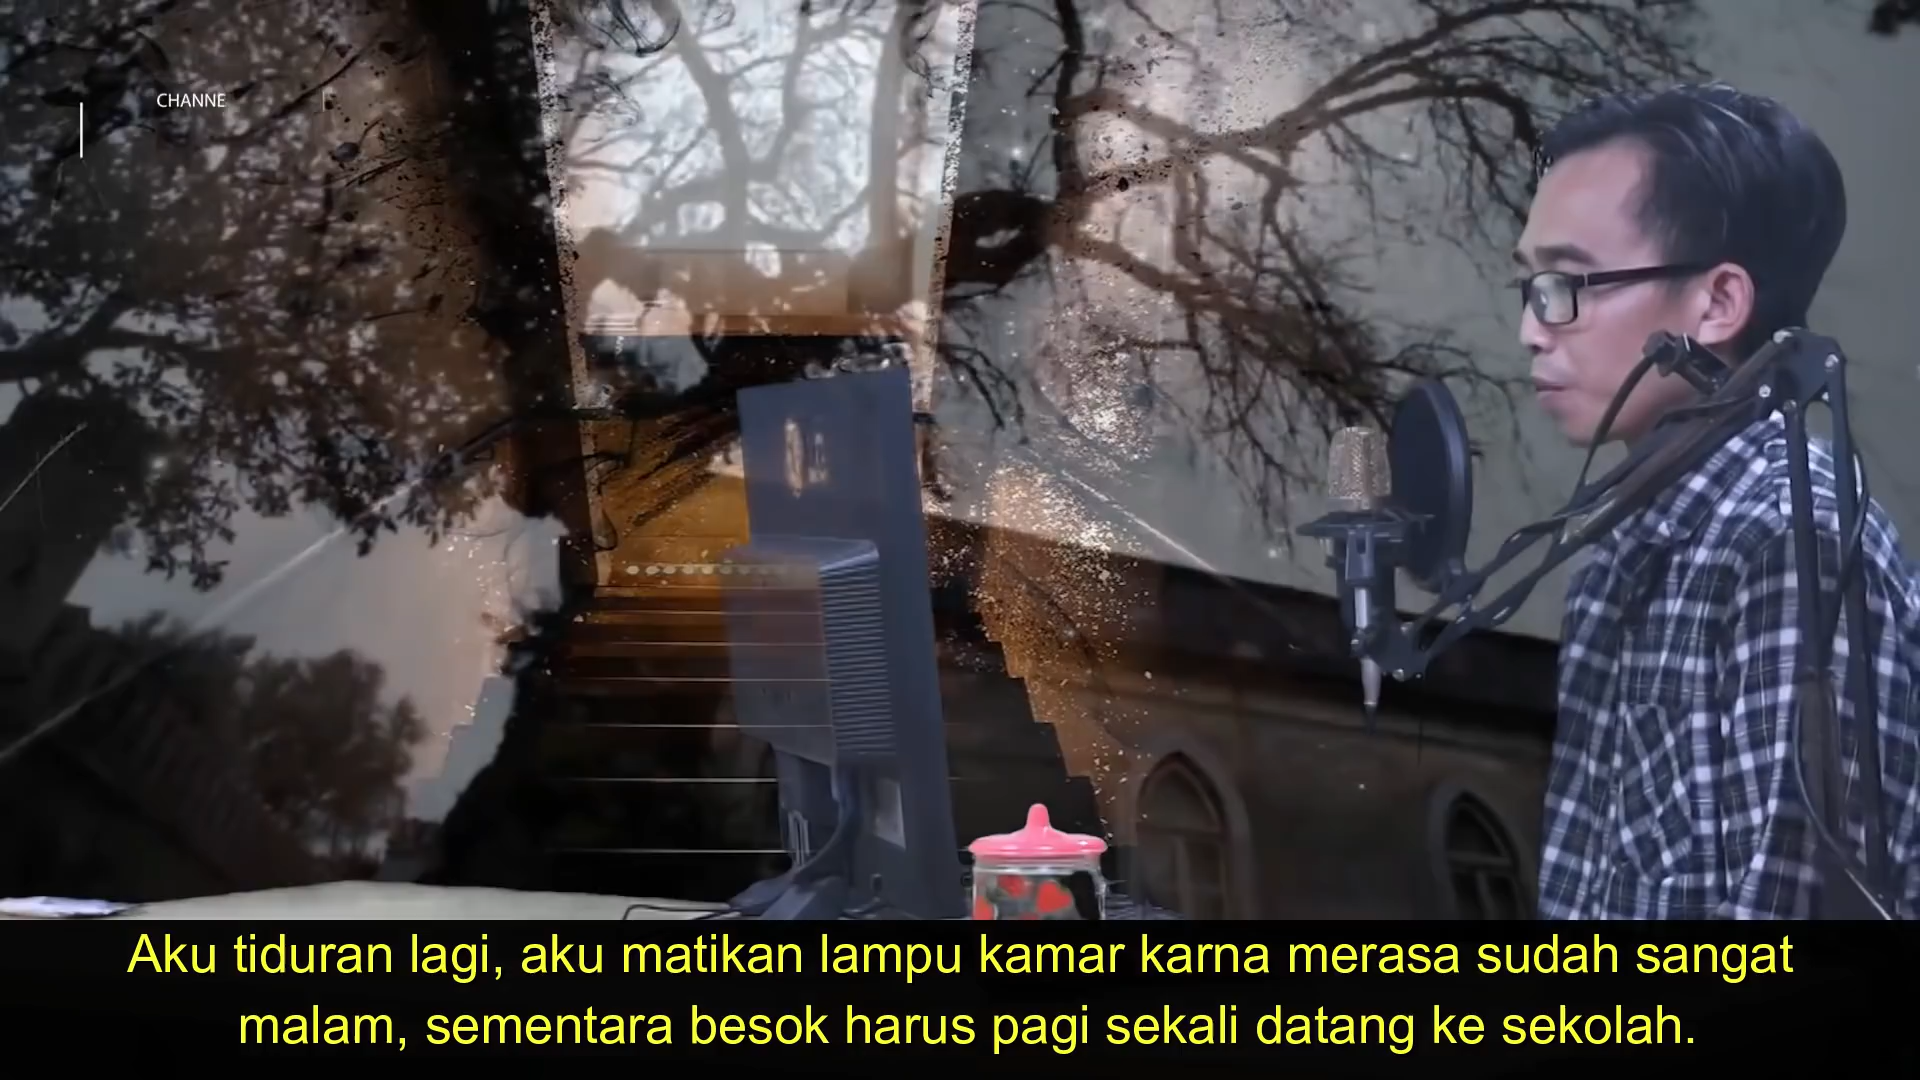 CHANNE
Aku tiduran lagi, aku matikan lampu kamar karna merasa sudah sangat
malam, sementara besok harus pagi sekali datang ke sekolah.